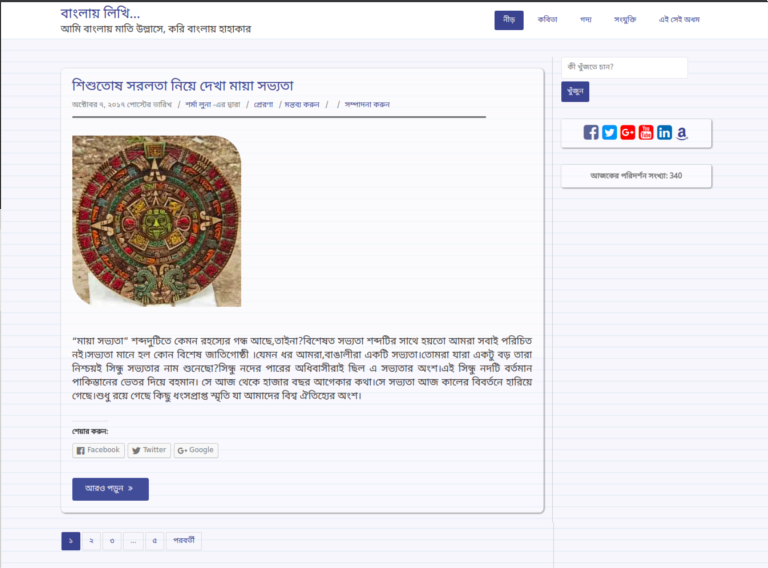 বাংলায় লিখি...
আমি বাংলায় মাতি উল্লাসে, করি বাংলায় হাহাকার
নীড় কবিতা গদ্য সংযুক্তি এই সেই অধম
কী খুঁজতে চান?
খুঁজুন
শিশুতোষ সরলতা নিয়ে দেখা মায়া সভ্যতা
অক্টোবর ৭, ২০১৭ পোস্টের তারিখ / শর্মা লুনা -এর দ্বারা / প্রেরণা / মন্তব্য করুন / / সম্পাদনা করুন
আজকের পরিদর্শন সংখ্যা: 340
“মায়া সভ্যতা” শব্দদুটিতে কেমন রহস্যের গন্ধ আছে,তাইনা?বিশেষত সভ্যতা শব্দটির সাথে হয়তো আমরা সবাই পরিচিত
নই।সভ্যতা মানে হল কোন বিশেষ জাতিগোষ্ঠী ।যেমন ধর আমরা,বাঙালীরা একটি সভ্যতা।তোমরা যারা একটু বড় তারা
নিশ্চয়ই সিন্ধু সভ্যতার নাম শুনেছো?সিন্ধু নদের পারের অধিবাসীরাই ছিল এ সভ্যতার অংশ।এই সিন্ধু নদটি বর্তমান
পাকিস্তানের ভেতর দিয়ে বহমান। সে আজ থেকে হাজার বছর আগেকার কথা।সে সভ্যতা আজ কালের বিবর্তনে হারিয়ে
গেছে।শুধু রয়ে গেছে কিছু ধংসপ্রাপ্ত স্মৃতি যা আমাদের বিশ্ব ঐতিহ্যের অংশ।
শেয়ার করুন:
Facebook Twitter Google
আরও পড়ুন »
১ ২ ৩ ... ৫ পরবর্তী